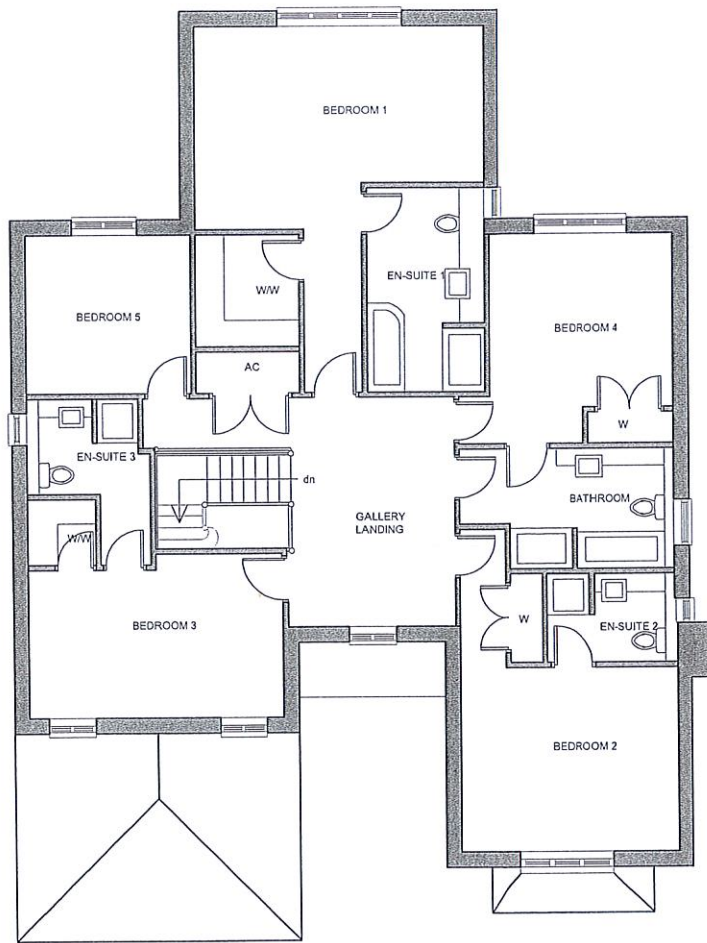 BEDROOM 1
EN-SUITE 1
W/W
BEDROOM 5
BEDROOM 4
AC
W
EN-SUITE 3
dn
BATHROOM
GALLERY
LANDING
W/W
BEDROOM 3
W
EN-SUITE 2
BEDROOM 2